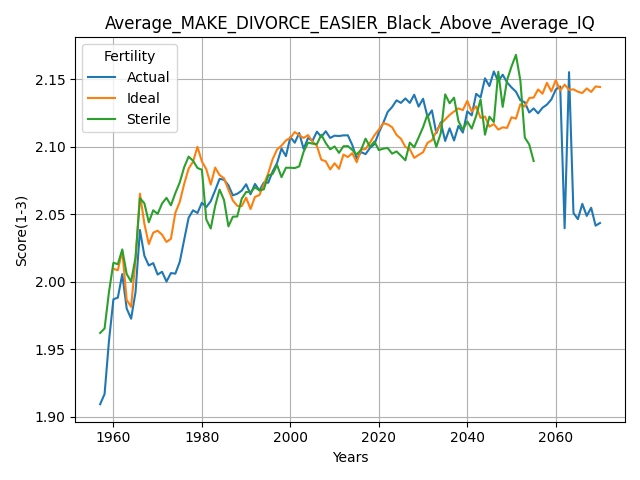 Average_MAKE_DIVORCE_EASIER_Black_Above_Average_IQ
Fertility
Actual
Ideal
Sterile
Score(1-3)
2.15
2.10
2.05
2.00
1.95
1.90
1960 1980 2000 2020 2040 2060
Years